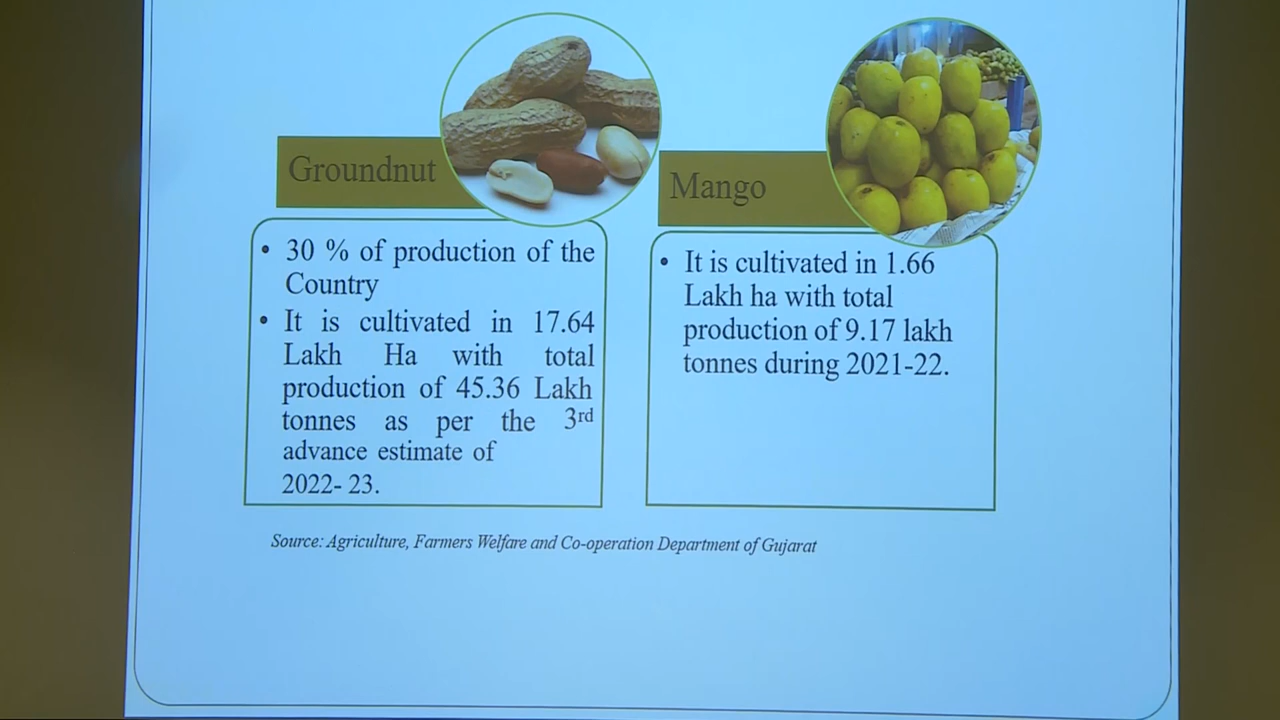 Groundnut
• 30 % of production of the
Country
• It is cultivated in 17.64
Lakh Ha with total
production of 45.36 Lakh
tonnes as per the 3rd
advance estimate of
2022- 23.
Mango
• It is cultivated in 1.66
Lakh ha with total
production of 9.17 lakh
tonnes during 2021-22.
Source: Agriculture, Farmers Welfare and Co-operation Department of Gujarat